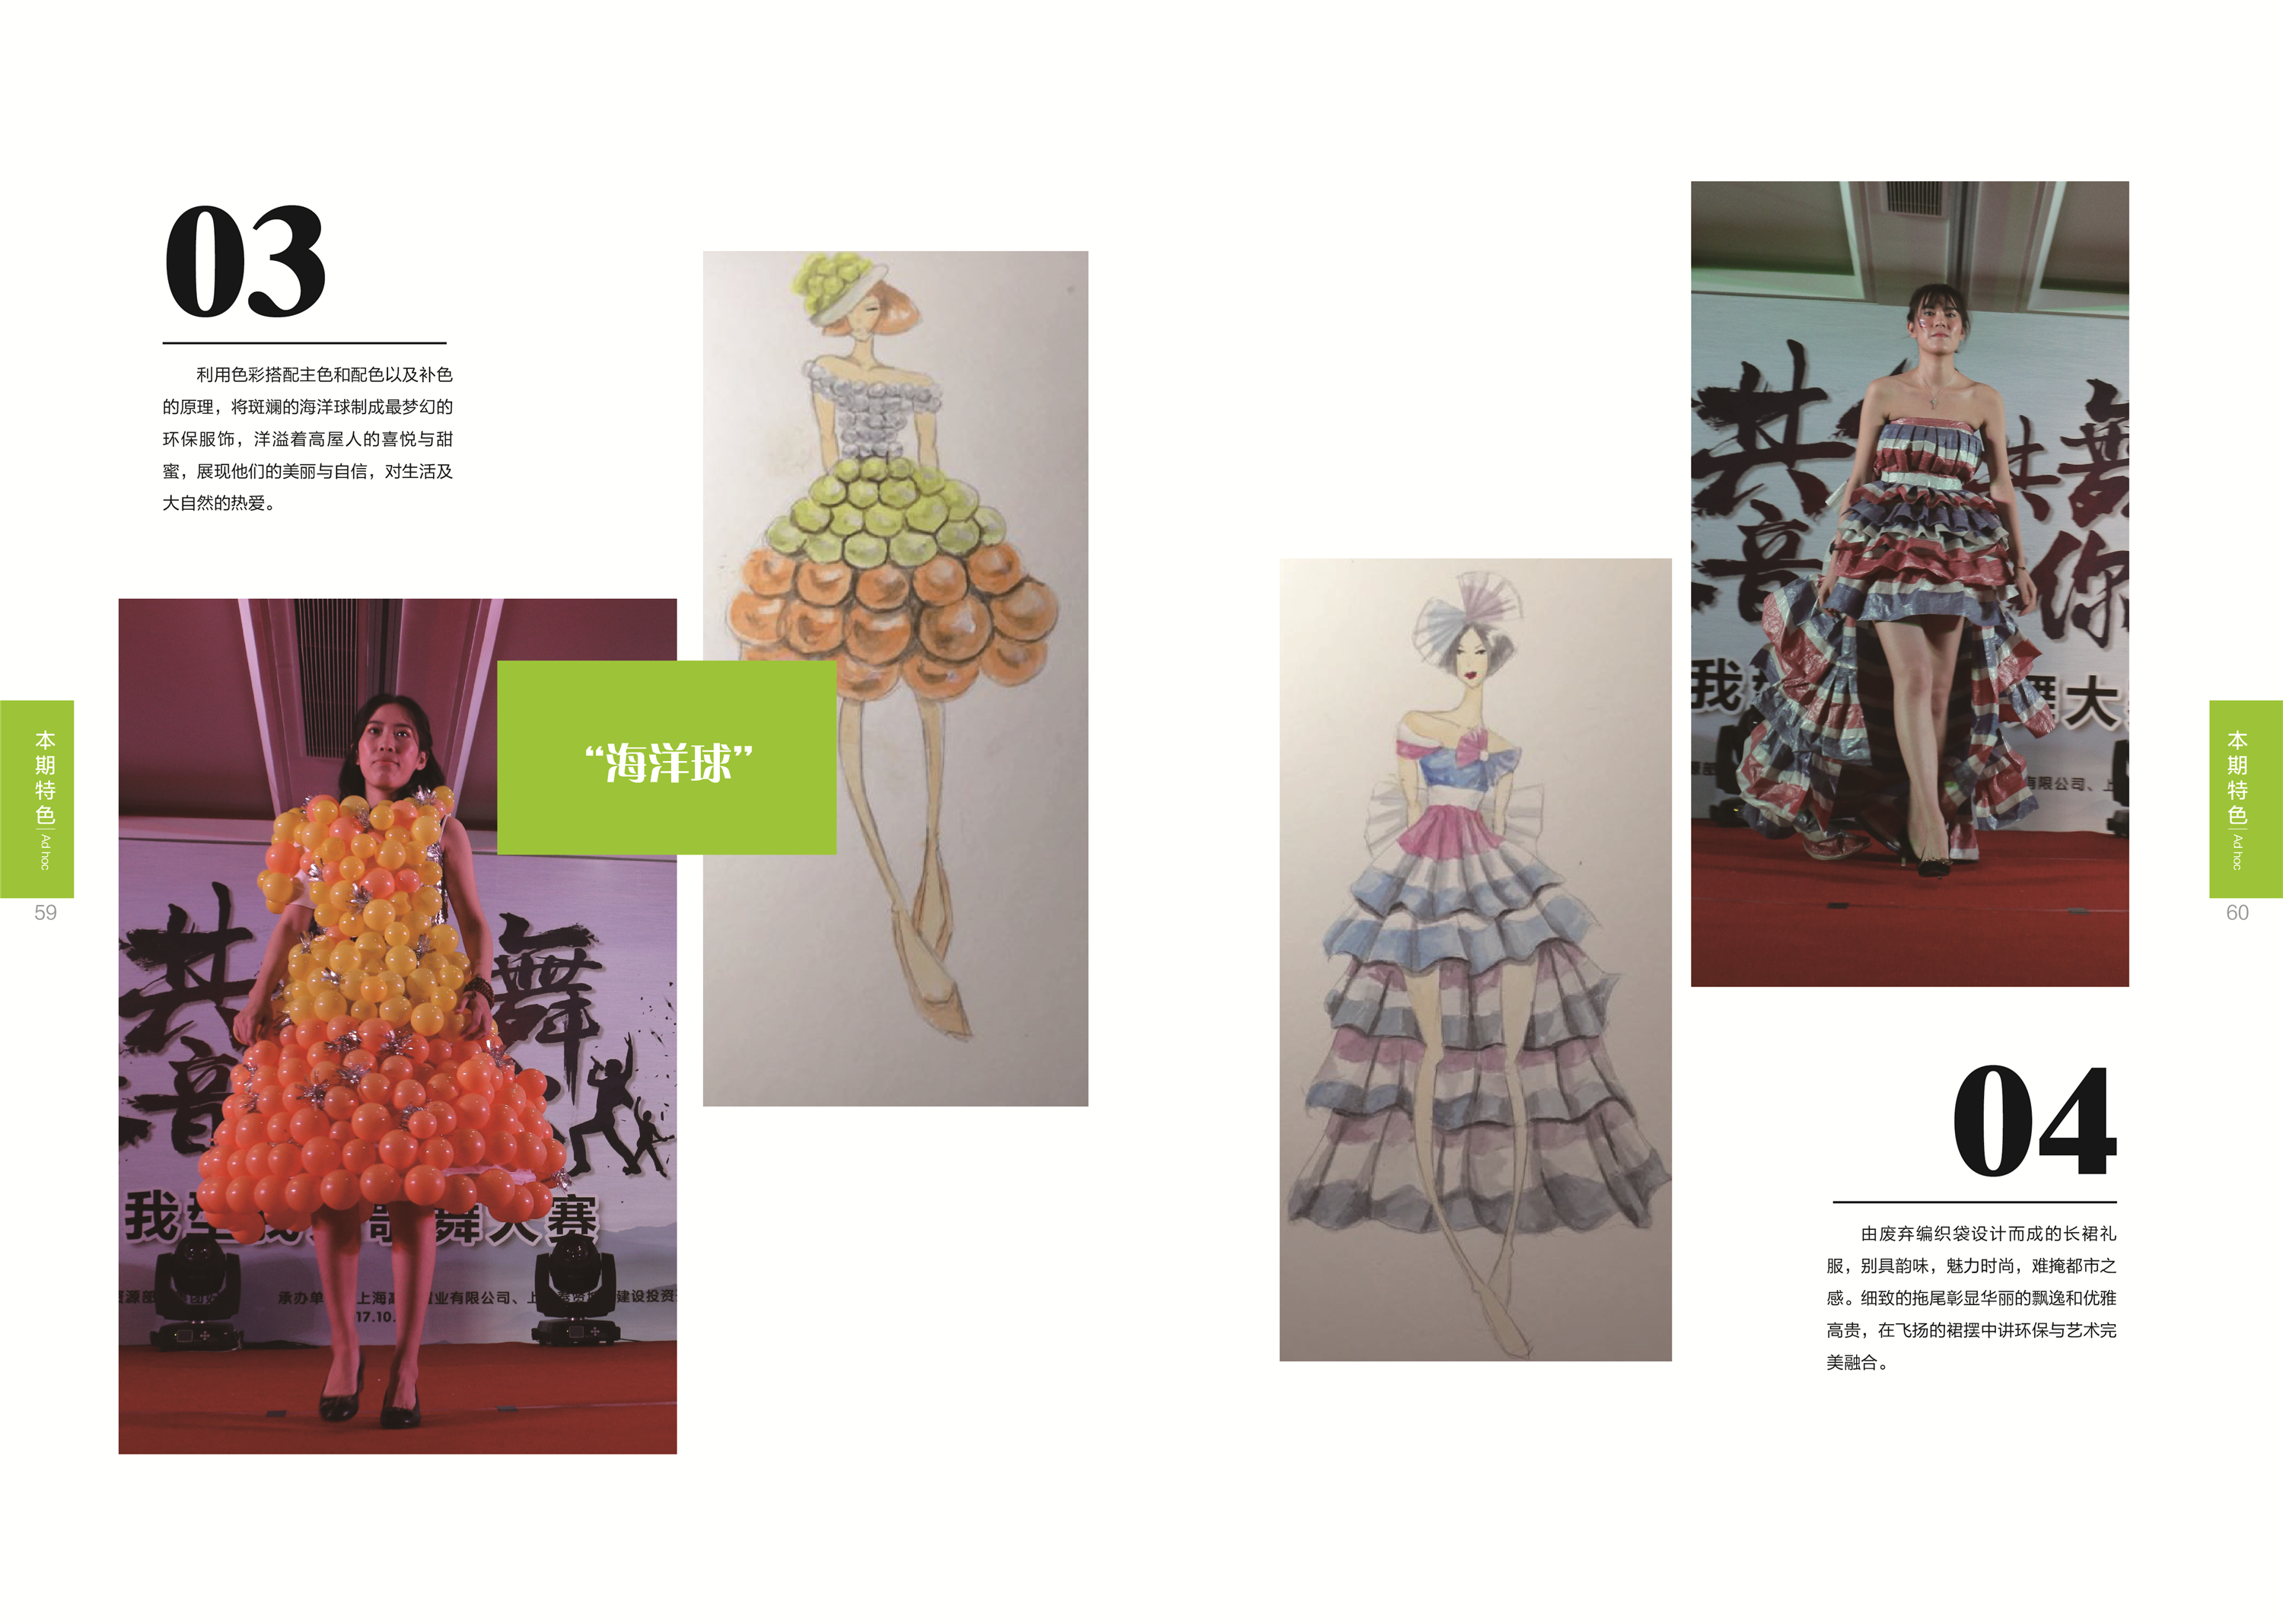 03
利用色彩搭配主色和配色以及补色
的原理，将斑斓的海洋球制成最梦幻的
环保服饰，洋溢着高屋人的喜悦与甜
蜜，展现他们的美丽与自信，对生活及
大自然的热爱。
“海洋球”
本期特色 | Ad hoc
59
共 舞
音
我型 歌舞大赛
承办单 上海高 置业有限公司、上 建设投资
17.10.
共 共舞
音 你
我 舞大
有限公司、上
04
由废弃编织袋设计而成的长裙礼
服，别具韵味，魅力时尚，难掩都市之
感。细致的拖尾彰显华丽的飘逸和优雅
高贵，在飞扬的裙摆中讲环保与艺术完
美融合。
本期特色 | Ad hoc
60